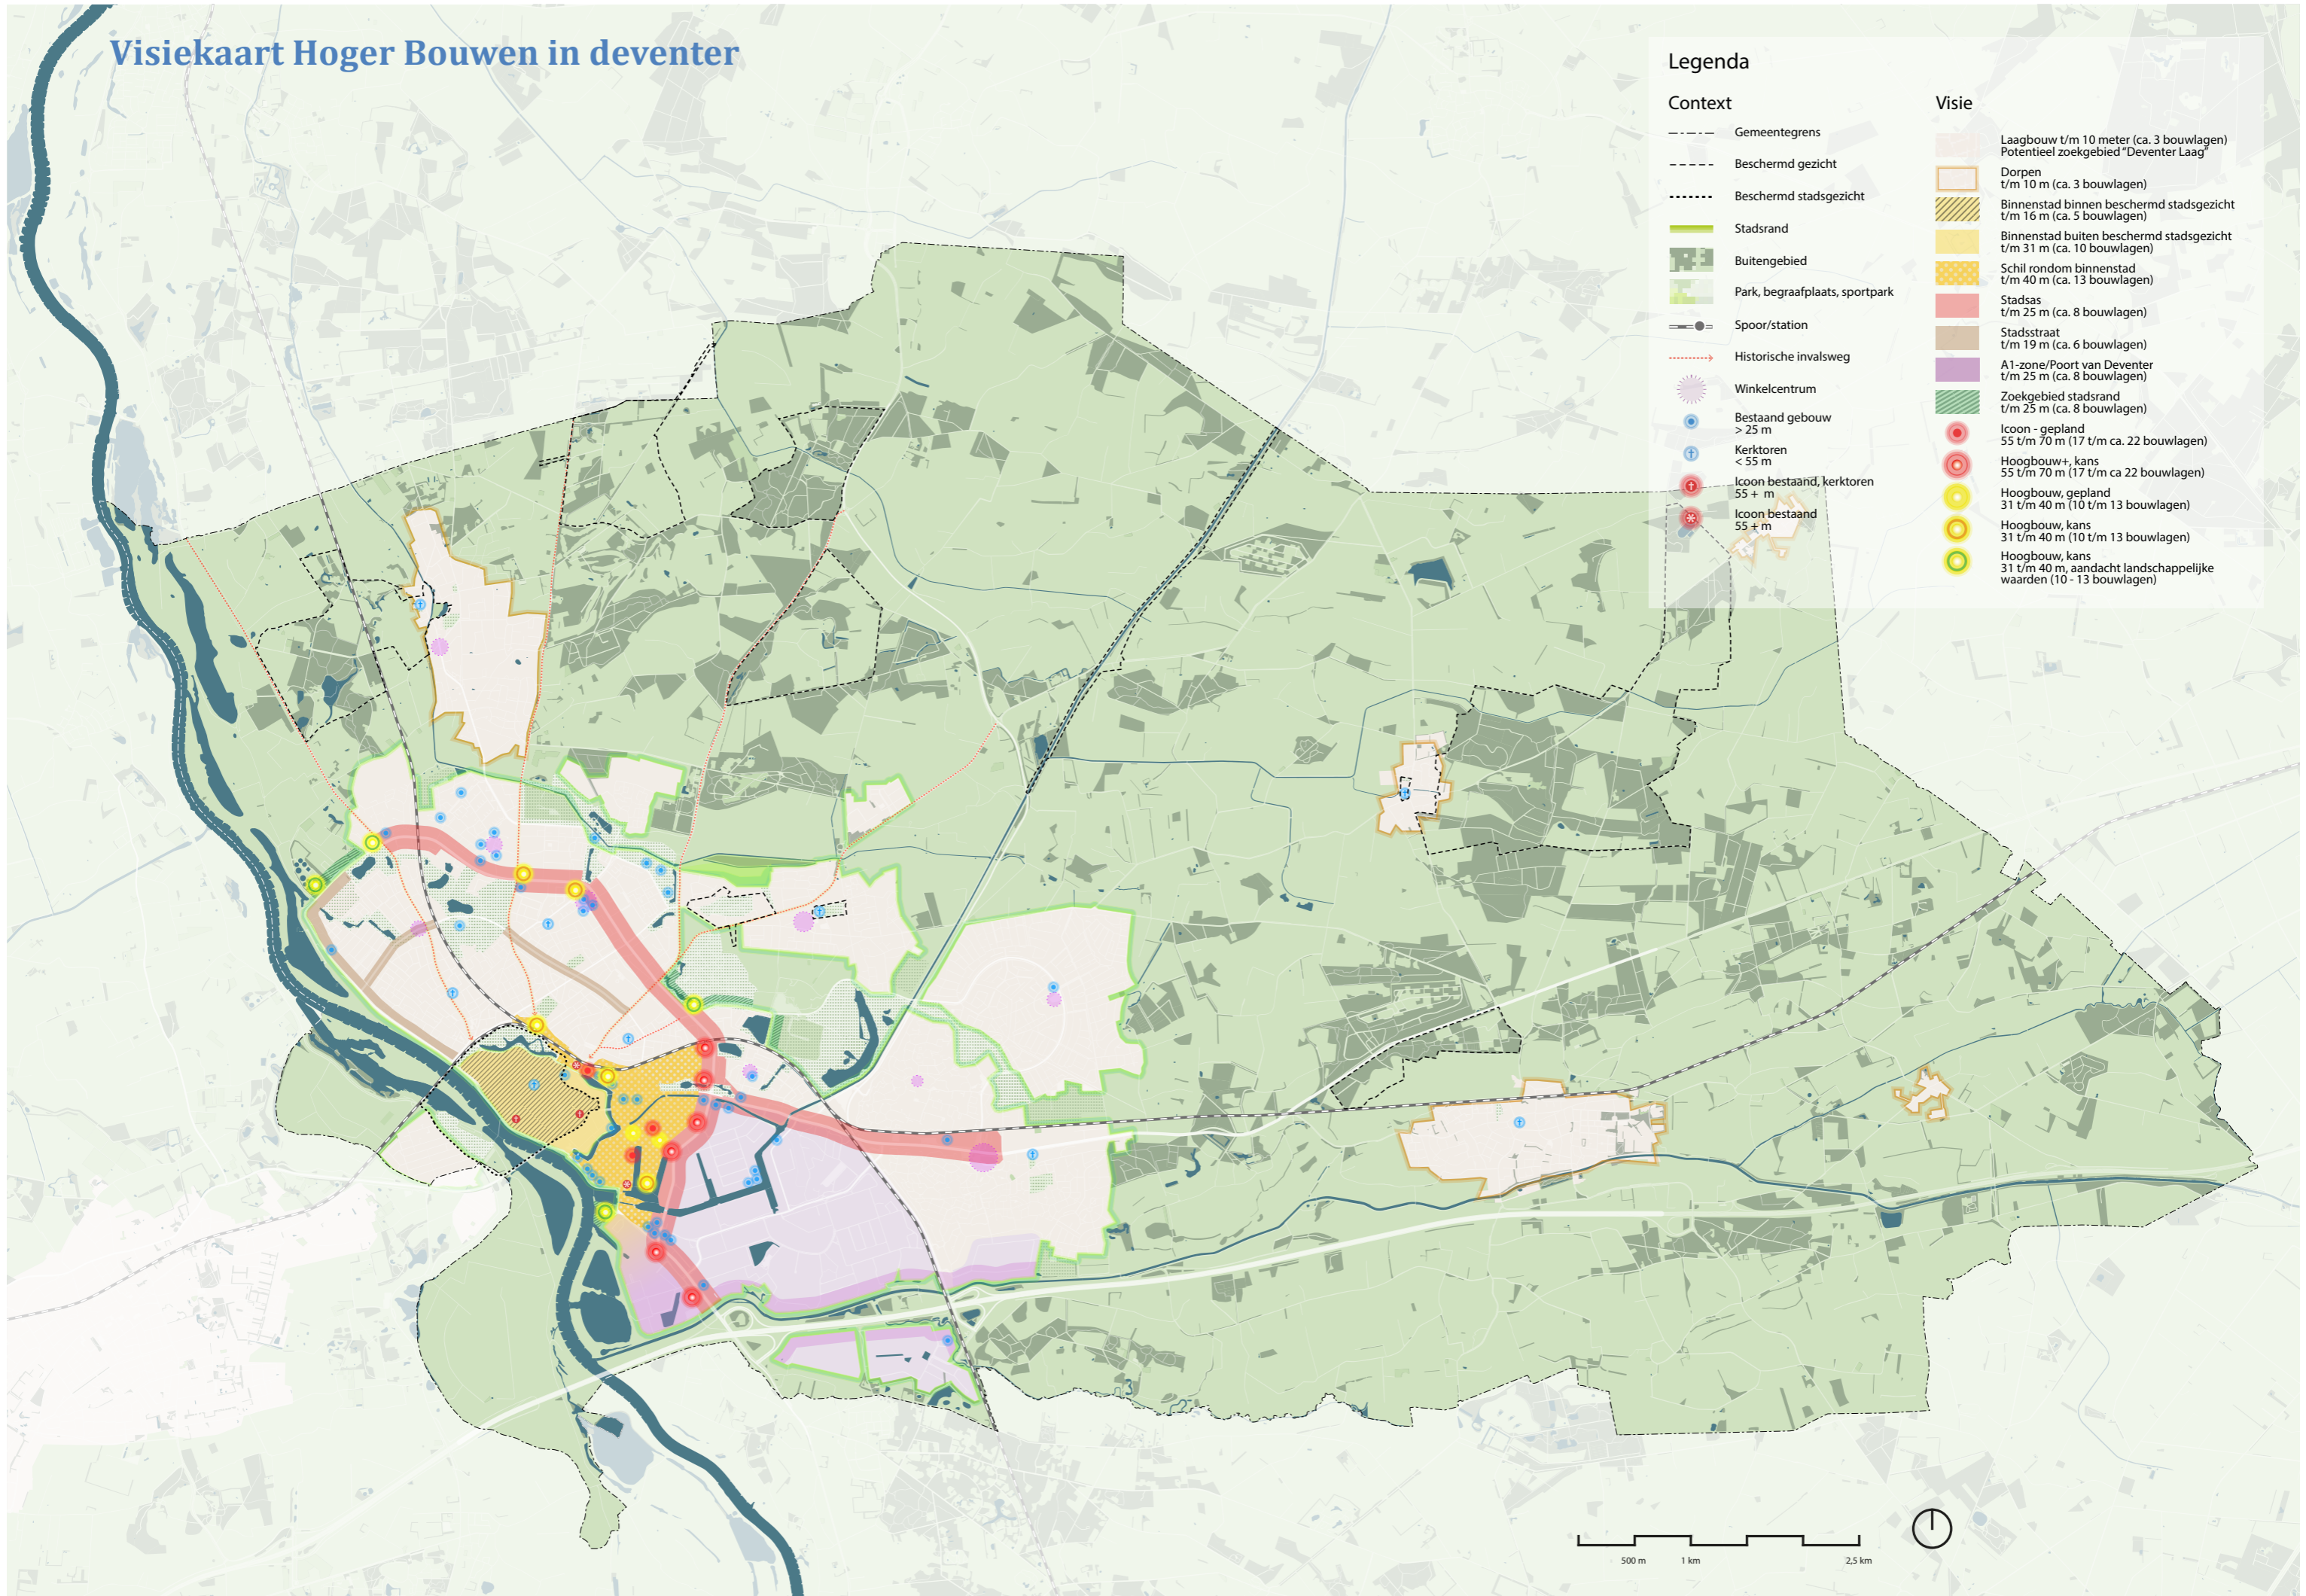 Visiekaart Hoger Bouwen in deventer
Legenda
Context
Gemeentegrens
Beschermd gezicht
Beschermd stadsgezicht
Stadsrand
Buitengebied
Park, begraafplaats, sportpark
Spoor/station
Historische invalsweg
Winkelcentrum
Bestaand gebouw
> 25 m
Kerktoren
< 55 m
Icoon bestaand, kerktoren
55 + m
Icoon bestaand
55 + m
Visie
Laagbouw t/m 10 meter (ca. 3 bouwlagen)
Potentieel zoekgebied "Deventer Laag"
Dorpen
t/m 10 m (ca. 3 bouwlagen)
Binnenstad binnen beschermd stadsgezicht
t/m 16 m (ca. 5 bouwlagen)
Binnenstad buiten beschermd stadsgezicht
t/m 31 m (ca. 10 bouwlagen)
Schil rondom binnenstad
t/m 40 m (ca. 13 bouwlagen)
Stadsas
t/m 25 m (ca. 8 bouwlagen)
Stadsstraat
t/m 19 m (ca. 6 bouwlagen)
A1-zone/Poort van Deventer
t/m 25 m (ca. 8 bouwlagen)
Zoekgebied stadsrand
t/m 25 m (ca. 8 bouwlagen)
Icoon - gepland
55 t/m 70 m (17 t/m ca. 22 bouwlagen)
Hoogbouw+, kans
55 t/m 70 m (17 t/m ca 22 bouwlagen)
Hoogbouw, gepland
31 t/m 40 m (10 t/m 13 bouwlagen)
Hoogbouw, kans
31 t/m 40 m (10 t/m 13 bouwlagen)
Hoogbouw, kans
31 t/m 40 m, aandacht landschappelijke
waarden (10 - 13 bouwlagen)
500 m 1 km 2,5 km